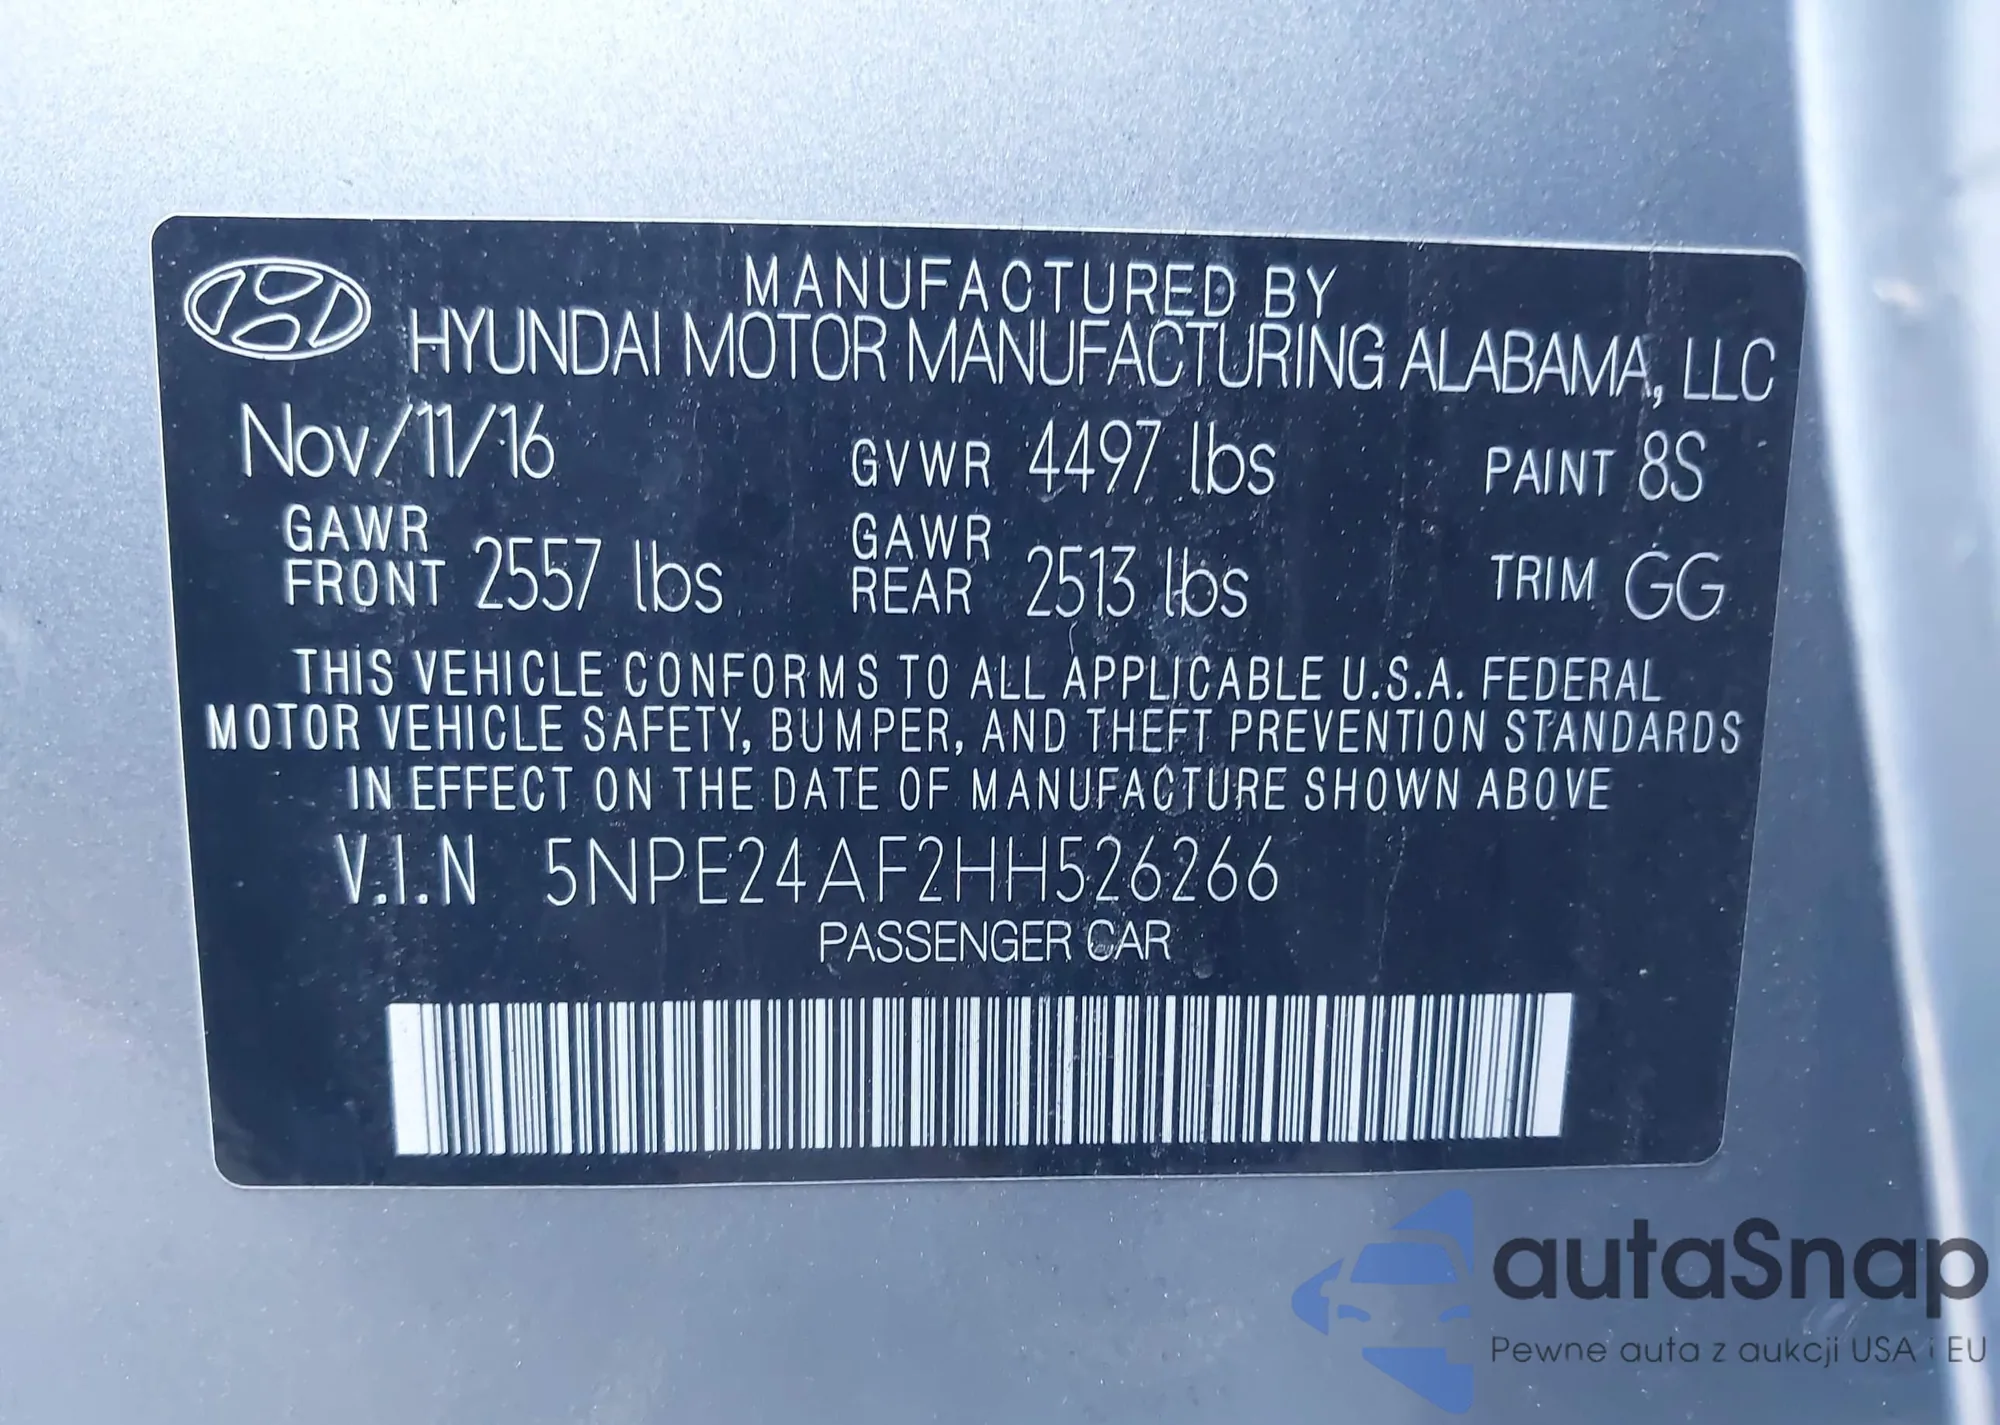 MANUFACTURED BY
HYUNDAI MOTOR MANUFACTURING ALABAMA, LLC
Nov/11/16 GVWR 4497 lbs PAINT 8S
GAWR FRONT 2557 lbs GAWR REAR 2513 lbs TRIM GG
THIS VEHICLE CONFORMS TO ALL APPLICABLE U.S.A. FEDERAL
MOTOR VEHICLE SAFETY, BUMPER, AND THEFT PREVENTION STANDARDS
IN EFFECT ON THE DATE OF MANUFACTURE SHOWN ABOVE
V.I.N 5NPE24AF2HH526266
PASSENGER CAR
autaSnap
Pewne auta z aukcji USA i EU